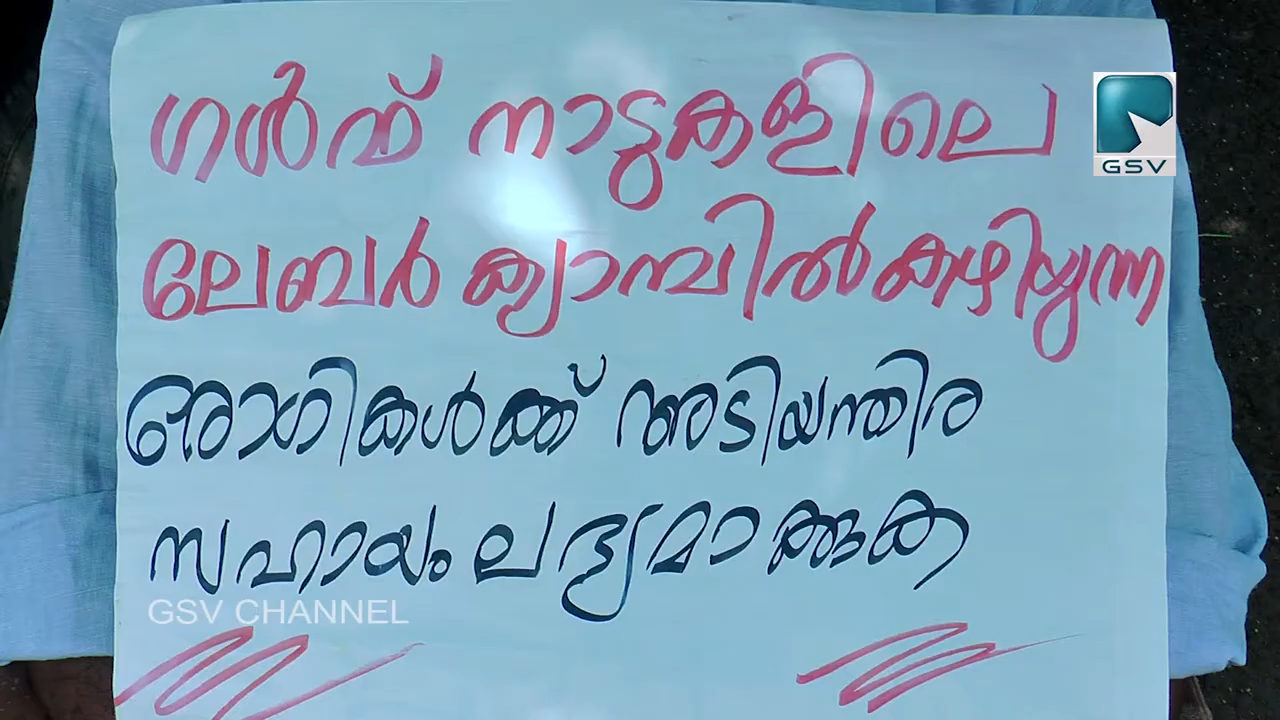 ഗൾഫ് നാടുകളിലെ
GSV
ലേബർ ക്യാമ്പിൽ കഴിയുന്ന
രോഗികൾക്ക് അടിയന്തിര
സഹായം ലഭ്യമാക്കുക
GSV CHANNEL